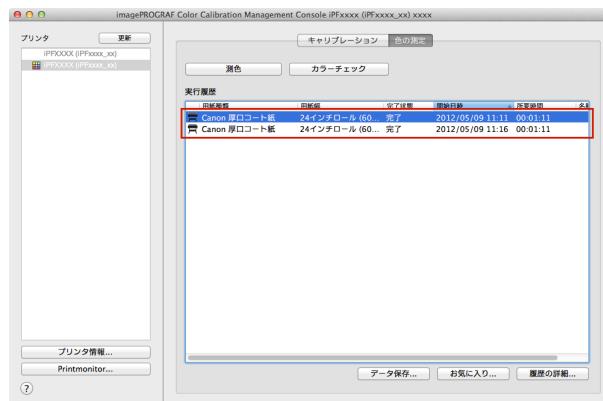 imagePROGRAF Color Calibration Management Console iPFxxxx (iPFxxxx_xx) xxxx
プリンタ
更新
iPFXXXX (iPFxxxx_xx)
iPFXXXX (iPFxxxx_xx)
キャリブレーション 色の測定
測色 カラーチェック
実行履歴
用紙種類 用紙幅 完了状態 開始日時 所要時間 名称
Canon 厚口コート紙 24インチロール (60... 完了 2012/05/09 11:11 00:01:11
Canon 厚口コート紙 24インチロール (60... 完了 2012/05/09 11:16 00:01:11
プリンタ情報...
Printmonitor...
データ保存... お気に入り... 履歴の詳細...
?